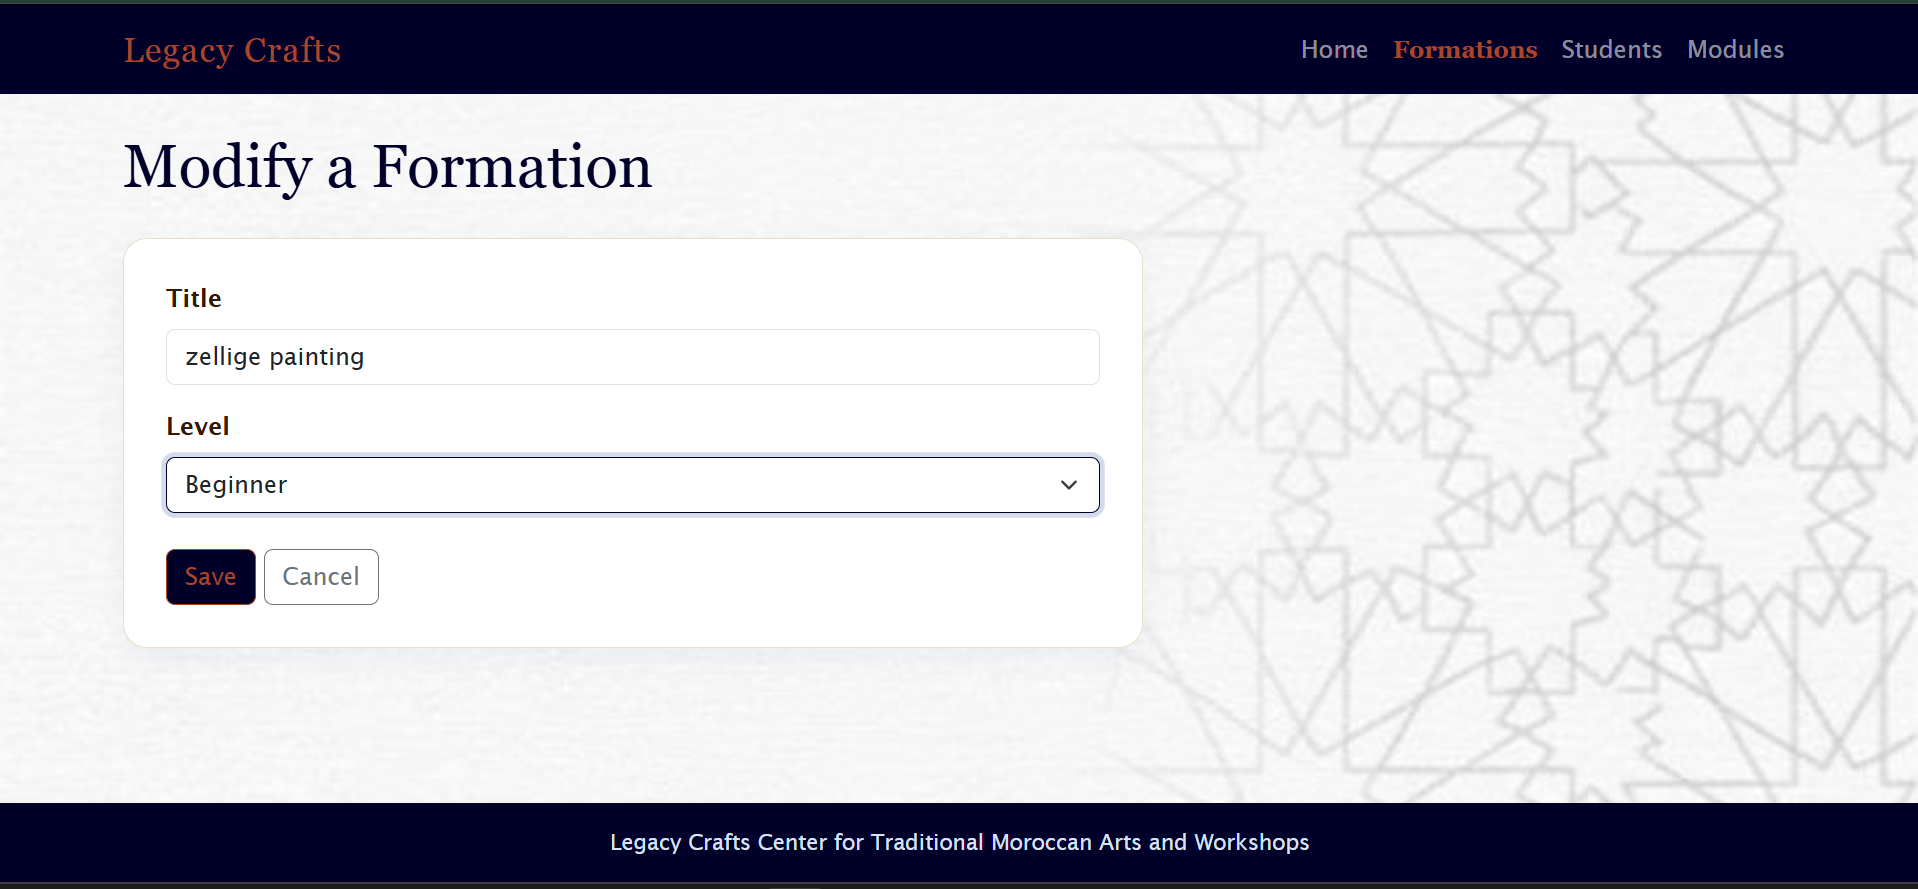 Legacy Crafts
Home Formations Students Modules
Modify a Formation
Title
zellige painting
Level
Beginner
Save Cancel
Legacy Crafts Center for Traditional Moroccan Arts and Workshops